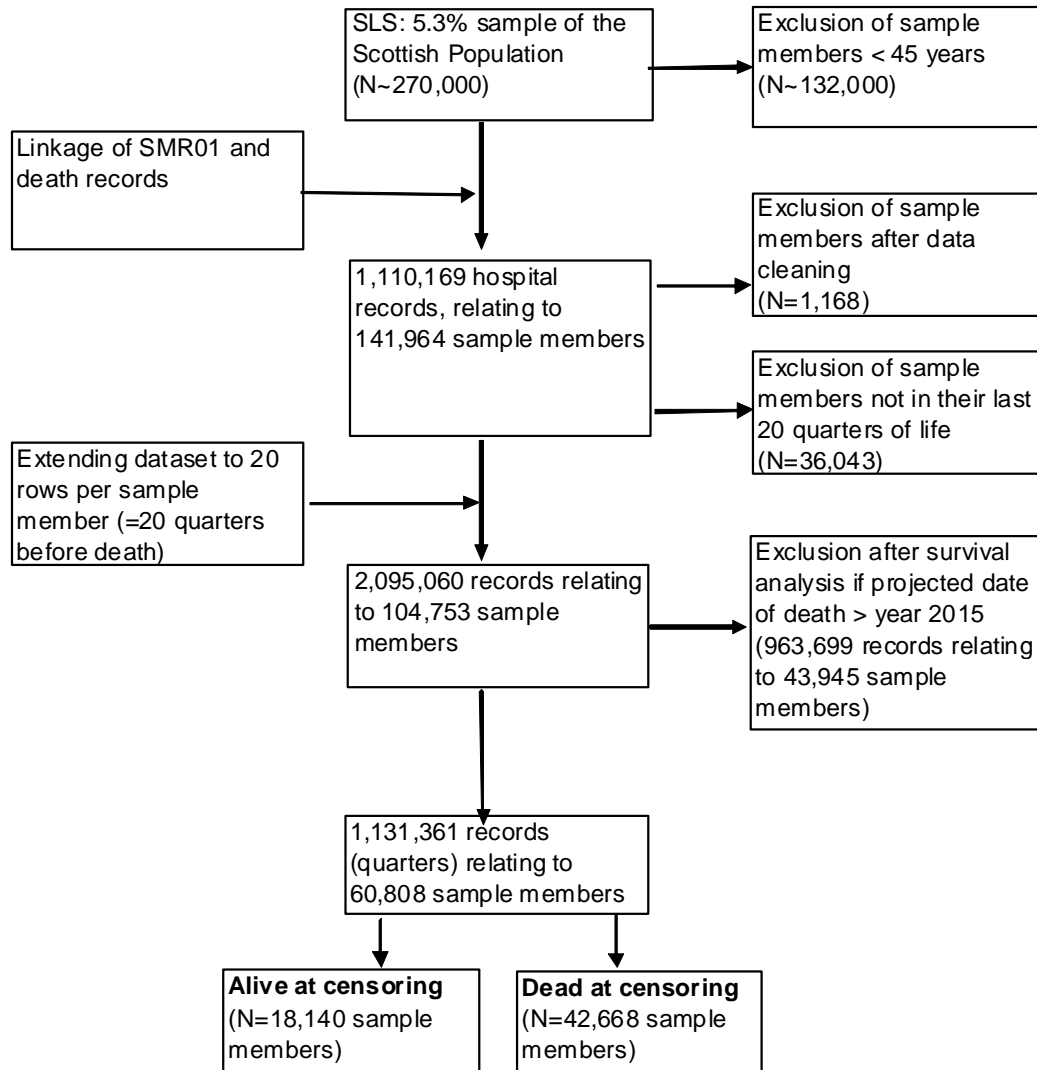 SLS: 5.3% sample of the
Scottish Population
(N~270,000)
Exclusion of sample
members < 45 years
(N~132,000)
Linkage of SMR01 and
death records
1,110,169 hospital
records, relating to
141,964 sample members
Exclusion of sample
members after data
cleaning
(N=1,168)
Exclusion of sample
members not in their last
20 quarters of life
(N=36,043)
Extending dataset to 20
rows per sample
member (=20 quarters
before death)
2,095,060 records relating
to 104,753 sample
members
Exclusion after survival
analysis if projected date
of death > year 2015
(963,699 records relating
to 43,945 sample
members)
1,131,361 records
(quarters) relating to
60,808 sample members
Alive at censoring
(N=18,140 sample
members)
Dead at censoring
(N=42,668 sample
members)